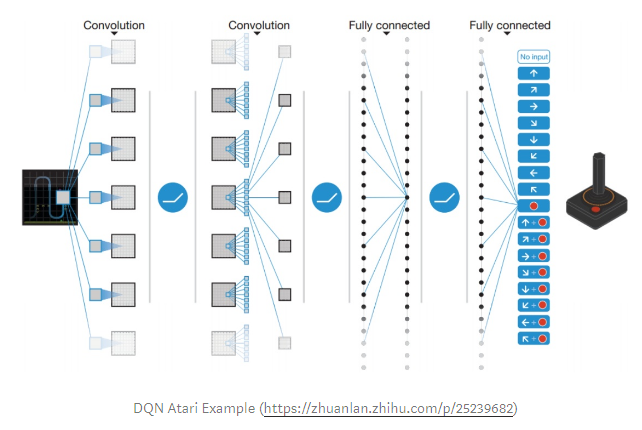 Convolution
Convolution
Fully connected
Fully connected
No input
+
+
+
+
+
+
+
+
DQN Atari Example (https://zhuanlan.zhihu.com/p/25239682)